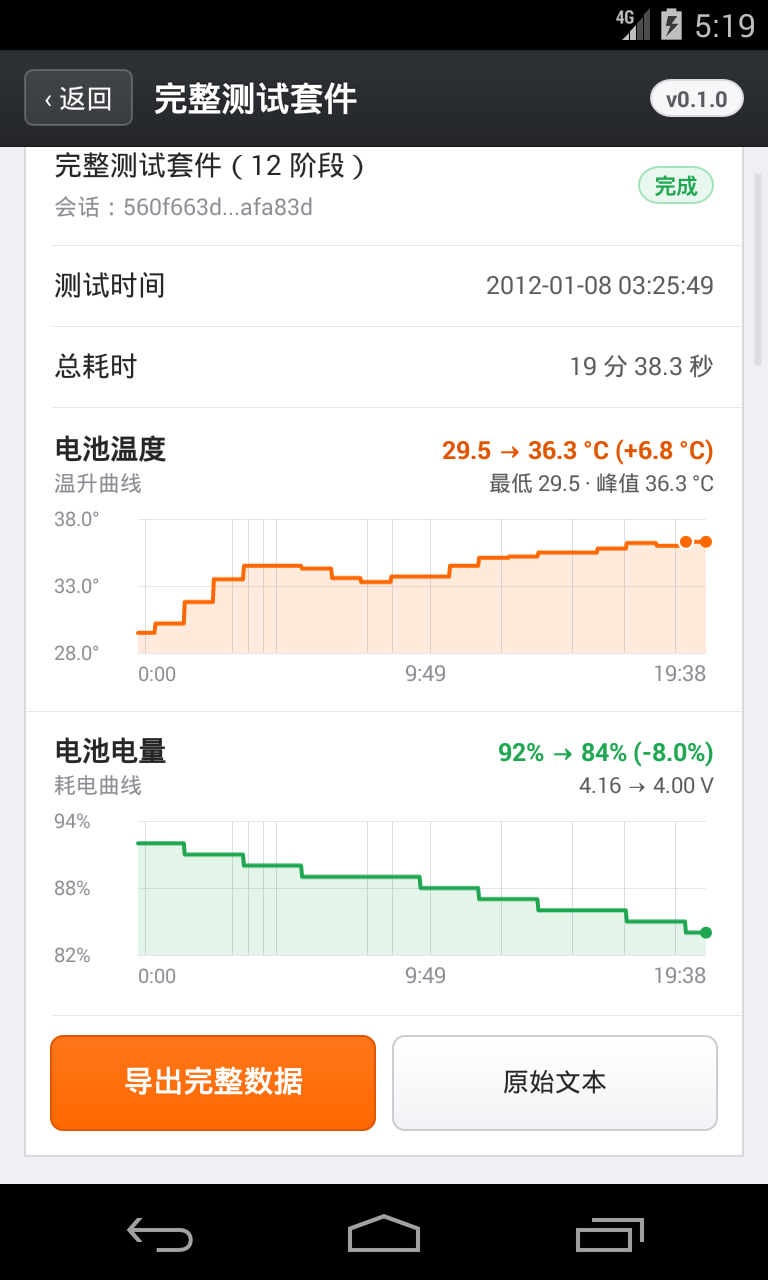 4G 5:19
‹ 返回 完整测试套件 v0.1.0
完整测试套件（12 阶段）
完成
会话：560f663d...afa83d
测试时间 2012-01-08 03:25:49
总耗时 19 分 38.3 秒
电池温度 29.5 → 36.3 °C (+6.8 °C)
温升曲线 最低 29.5 · 峰值 36.3 °C
38.0°
33.0°
28.0°
0:00 9:49 19:38
电池电量 92% → 84% (-8.0%)
耗电曲线 4.16 → 4.00 V
94%
88%
82%
0:00 9:49 19:38
导出完整数据 原始文本